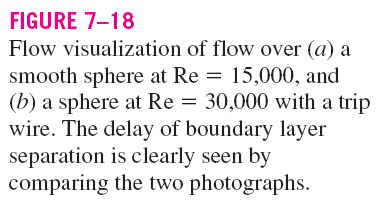 FIGURE 7–18
Flow visualization of flow over (a) a
smooth sphere at Re = 15,000, and
(b) a sphere at Re = 30,000 with a trip
wire. The delay of boundary layer
separation is clearly seen by
comparing the two photographs.